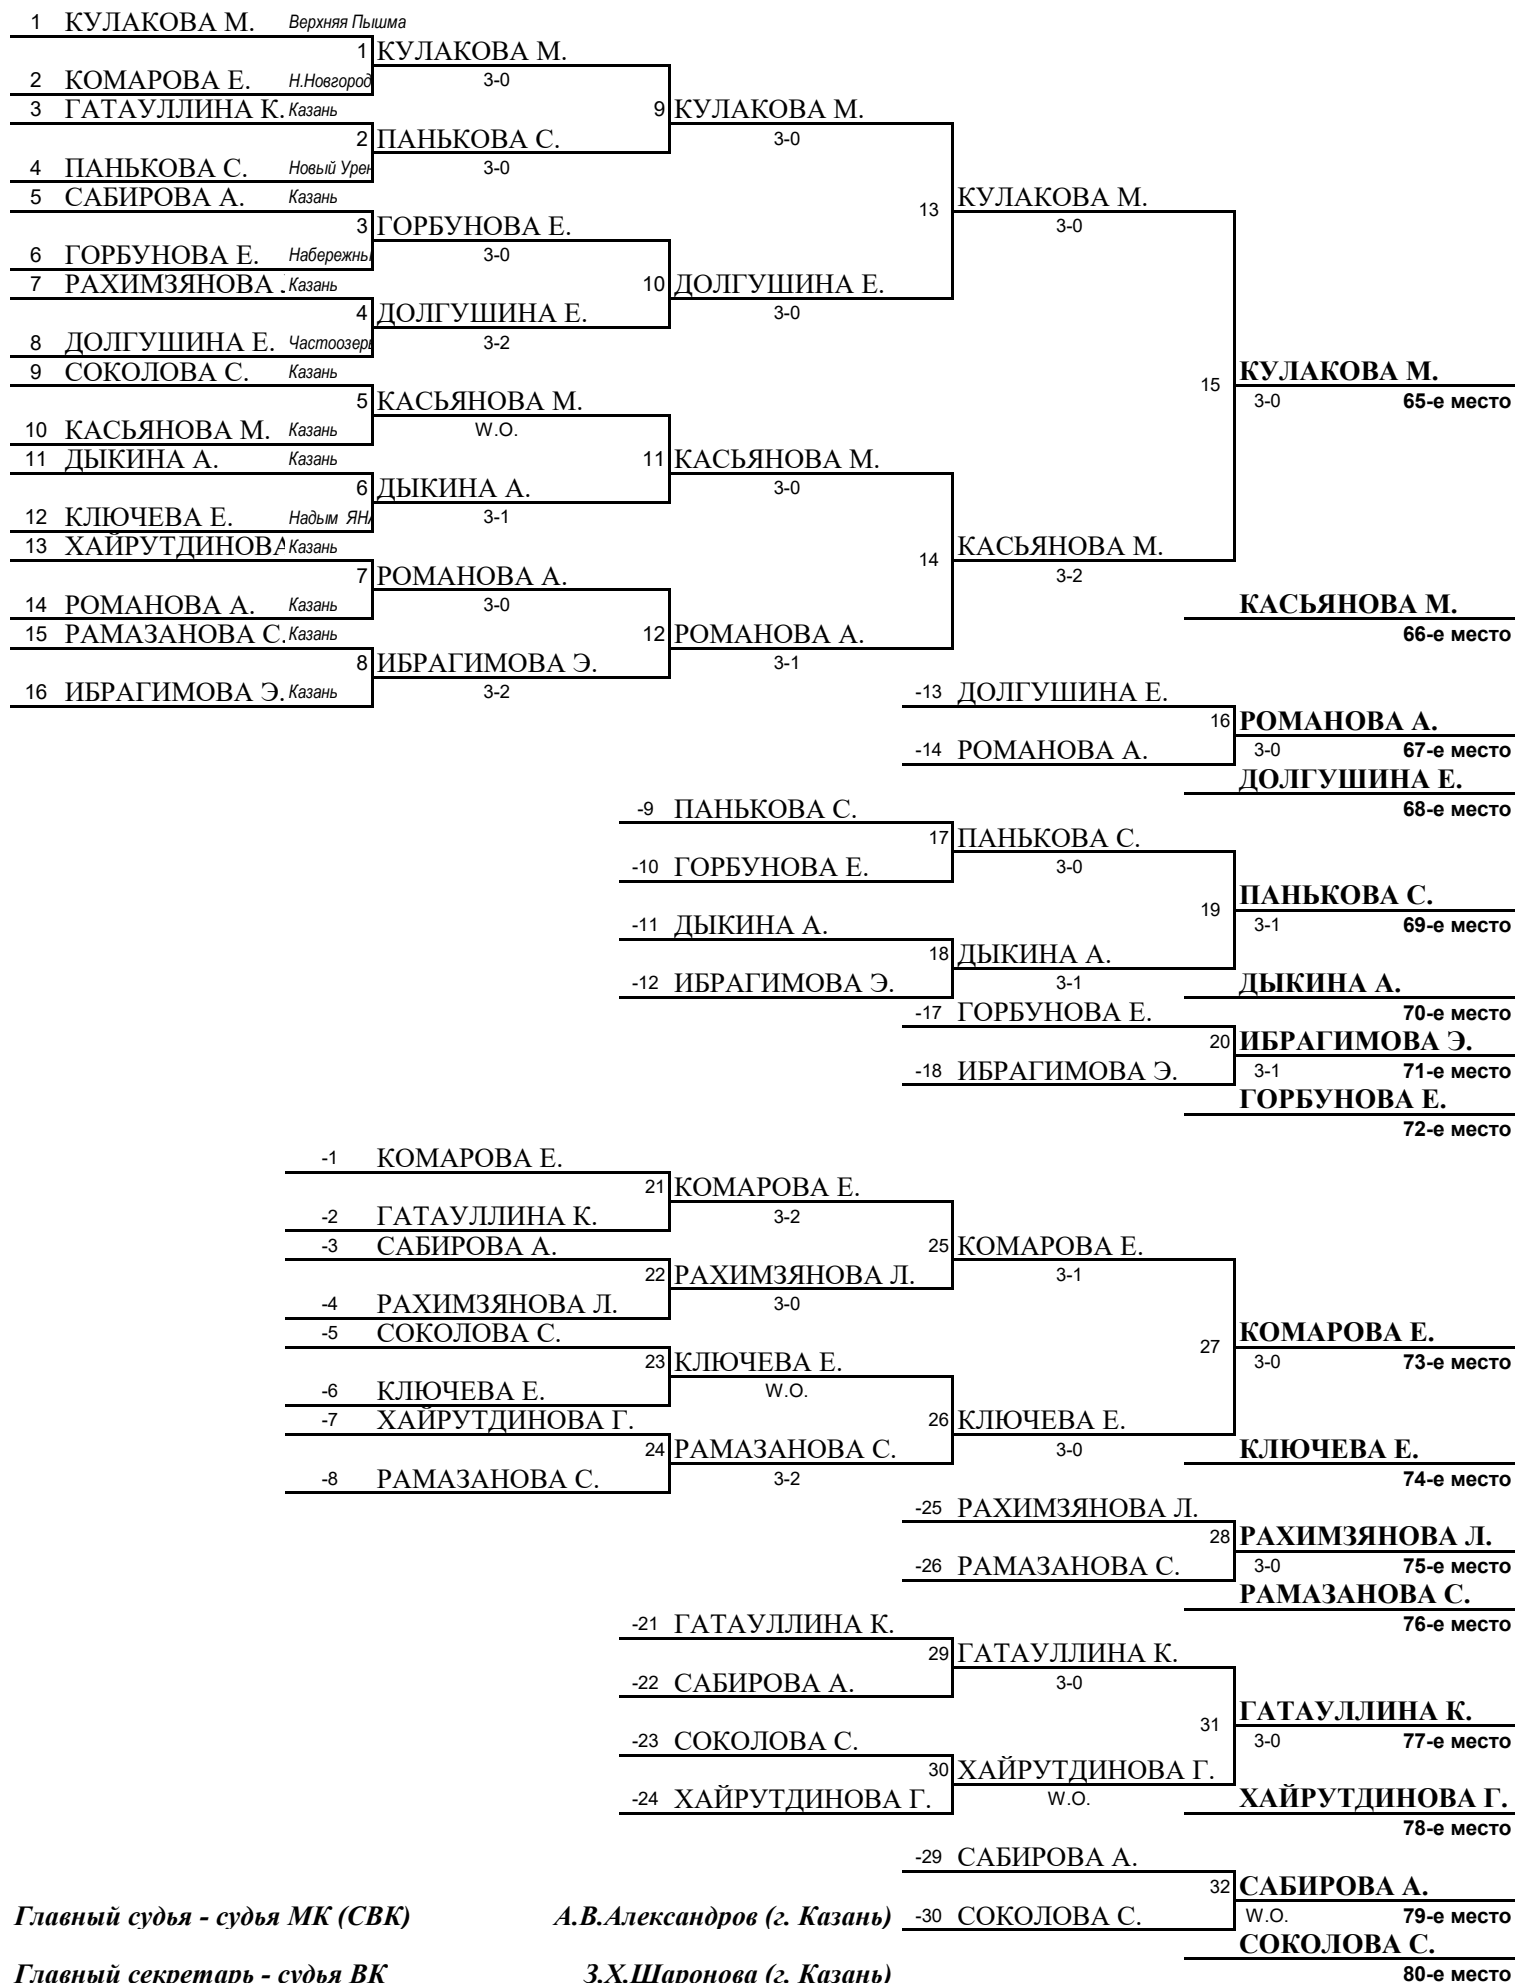 1 КУЛАКОВА М. Верхняя Пышма
1 КУЛАКОВА М.
2 КОМАРОВА Е. Н.Новгород 3-0
3 ГАТАУЛЛИНА К. Казань 9 КУЛАКОВА М.
2 ПАНЬКОВА С. 3-0
4 ПАНЬКОВА С. Новый Урен 3-0
5 САБИРОВА А. Казань 13 КУЛАКОВА М.
3 ГОРБУНОВА Е. 3-0
6 ГОРБУНОВА Е. Набережны 3-0
7 РАХИМЗЯНОВА Казань 10 ДОЛГУШИНА Е.
4 ДОЛГУШИНА Е. 3-0
8 ДОЛГУШИНА Е. Частоозер 3-2
9 СОКОЛОВА С. Казань 15 КУЛАКОВА М.
5 КАСЬЯНОВА М. 3-0 65-е место
10 КАСЬЯНОВА М. Казань W.O.
11 ДЫКИНА А. Казань 11 КАСЬЯНОВА М.
6 ДЫКИНА А. 3-0
12 КЛЮЧЕВА Е. Надым ЯНА 3-1
13 ХАЙРУТДИНОВА Казань 14 КАСЬЯНОВА М.
7 РОМАНОВА А. 3-2
14 РОМАНОВА А. Казань 3-0 КАСЬЯНОВА М.
15 РАМАЗАНОВА С. Казань 12 РОМАНОВА А. 66-е место
8 ИБРАГИМОВА Э. 3-1
16 ИБРАГИМОВА Э. Казань 3-2 -13 ДОЛГУШИНА Е.
16 РОМАНОВА А.
-14 РОМАНОВА А. 3-0 67-е место
ДОЛГУШИНА Е.
-9 ПАНЬКОВА С. 68-е место
17 ПАНЬКОВА С.
-10 ГОРБУНОВА Е. 3-0
19 ПАНЬКОВА С.
-11 ДЫКИНА А. 3-1 69-е место
18 ДЫКИНА А.
-12 ИБРАГИМОВА Э. 3-1 ДЫКИНА А.
-17 ГОРБУНОВА Е. 70-е место
20 ИБРАГИМОВА Э.
-18 ИБРАГИМОВА Э. 3-1 71-е место
ГОРБУНОВА Е.
72-е место
-1 КОМАРОВА Е.
21 КОМАРОВА Е.
-2 ГАТАУЛЛИНА К. 3-2
-3 САБИРОВА А. 25 КОМАРОВА Е.
22 РАХИМЗЯНОВА Л. 3-1
-4 РАХИМЗЯНОВА Л. 3-0
-5 СОКОЛОВА С. 27 КОМАРОВА Е.
23 КЛЮЧЕВА Е. 3-0 73-е место
-6 КЛЮЧЕВА Е. W.O.
-7 ХАЙРУТДИНОВА Г. 26 КЛЮЧЕВА Е.
24 РАМАЗАНОВА С. 3-0 КЛЮЧЕВА Е.
-8 РАМАЗАНОВА С. 3-2 74-е место
-25 РАХИМЗЯНОВА Л.
28 РАХИМЗЯНОВА Л.
-26 РАМАЗАНОВА С. 3-0 75-е место
РАМАЗАНОВА С.
-21 ГАТАУЛЛИНА К. 76-е место
29 ГАТАУЛЛИНА К.
-22 САБИРОВА А. 3-0
31 ГАТАУЛЛИНА К.
-23 СОКОЛОВА С. 3-0 77-е место
30 ХАЙРУТДИНОВА Г.
-24 ХАЙРУТДИНОВА Г. W.O. ХАЙРУТДИНОВА Г.
78-е место
-29 САБИРОВА А.
32 САБИРОВА А.
Главный судья - судья МК (СВК) А.В.Александров (г. Казань) -30 СОКОЛОВА С. W.O. 79-е место
СОКОЛОВА С.
Главный секретарь - судья ВК З.Х.Шаронова (г. Казань) 80-е место